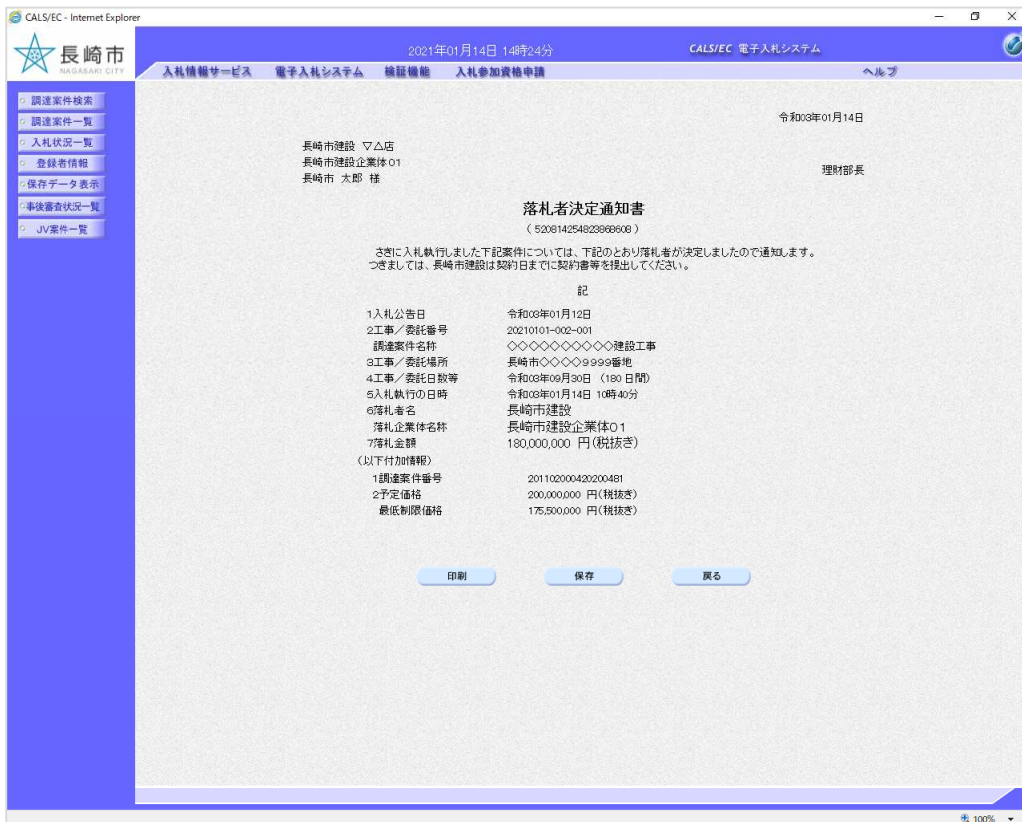 CALS/EC - Internet Explorer
長崎市
NAGASAKI CITY
2021年01月14日 14時24分
CALS/EC 電子入札システム
入札情報サービス 電子入札システム 検証機能 入札参加資格申請 ヘルプ
調達案件検索
調達案件一覧
入札状況一覧
登録者情報
保存データ表示
事後審査状況一覧
JV案件一覧
令和03年01月14日
長崎市建設 ▽△店
長崎市建設企業体01
長崎市 太郎 様
理財部長
落札者決定通知書
( 520814254823868608 )
さきに入札執行しました下記案件については、下記のとおり落札者が決定しましたので通知します。
つきましては、長崎市建設は契約日までに契約書等を提出してください。
記
1入札公告日 令和03年01月12日
2工事/委託番号 20210101-002-001
調達案件名称 ◇◇◇◇◇◇◇◇◇◇建設工事
3工事/委託場所 長崎市◇◇◇◇9999番地
4工事/委託日数等 令和03年09月30日 (180 日間)
5入札執行の日時 令和03年01月14日 10時40分
6落札者名 長崎市建設
落札企業体名称 長崎市建設企業体01
7落札金額 180,000,000 円(税抜き)
(以下付加情報)
1調達案件番号 201102000420200481
2予定価格 200,000,000 円(税抜き)
最低制限価格 175,500,000 円(税抜き)
印刷 保存 戻る
100%